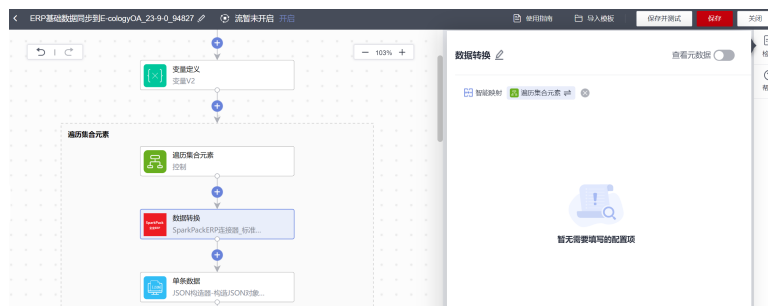 ERP基础数据同步到E-cologyOA_23-9-0_94827 流暂未开启 开启 使用指南 导入模板 保存并测试 保存 关闭
103%
变量定义
变量V2
遍历集合元素
遍历集合元素
控制
数据转换
SparkPackERP连接器_标准...
单条数据
JSON构造器-构造JSON对象...
数据转换 查看元数据
智能映射 遍历集合元素
暂无需要填写的配置项